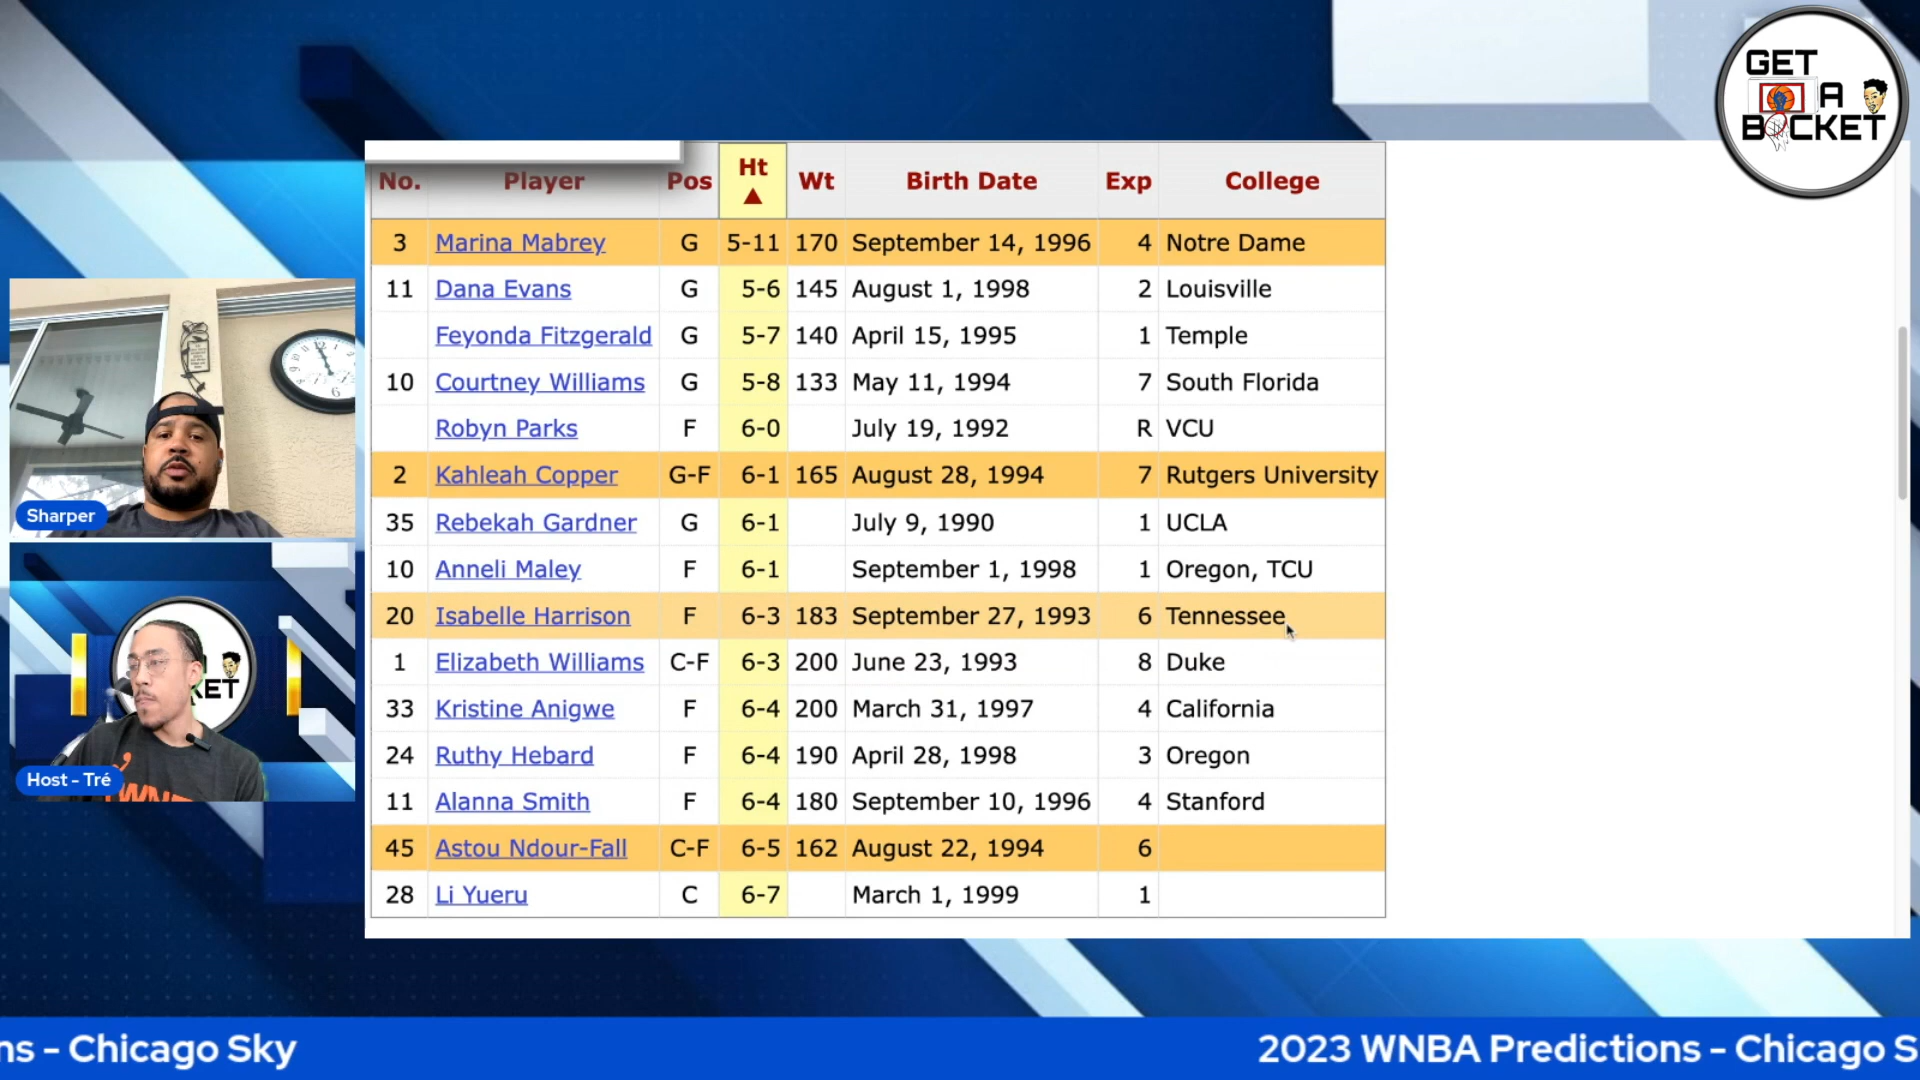 GET
A
BUCKET
No. Player Pos Ht ▲ Wt Birth Date Exp College
3 Marina Mabrey G 5-11 170 September 14, 1996 4 Notre Dame
11 Dana Evans G 5-6 145 August 1, 1998 2 Louisville
Feyonda Fitzgerald G 5-7 140 April 15, 1995 1 Temple
10 Courtney Williams G 5-8 133 May 11, 1994 7 South Florida
Robyn Parks F 6-0 July 19, 1992 R VCU
2 Kahleah Copper G-F 6-1 165 August 28, 1994 7 Rutgers University
35 Rebekah Gardner G 6-1 July 9, 1990 1 UCLA
10 Anneli Maley F 6-1 September 1, 1998 1 Oregon, TCU
20 Isabelle Harrison F 6-3 183 September 27, 1993 6 Tennessee
1 Elizabeth Williams C-F 6-3 200 June 23, 1993 8 Duke
33 Kristine Anigwe F 6-4 200 March 31, 1997 4 California
24 Ruthy Hebard F 6-4 190 April 28, 1998 3 Oregon
11 Alanna Smith F 6-4 180 September 10, 1996 4 Stanford
45 Astou Ndour-Fall C-F 6-5 162 August 22, 1994 6
28 Li Yueru C 6-7 March 1, 1999 1
Sharper
KET
Host - Tré
ns - Chicago Sky
2023 WNBA Predictions - Chicago S